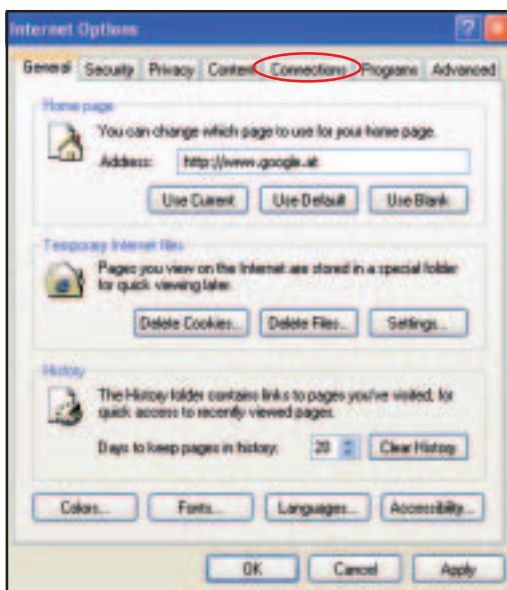 Internet Options
General Security Privacy Content Connections Programs Advanced
Home page
You can change which page to use for your home page.
Address: http://www.google.at
Use Current Use Default Use Blank
Temporary Internet files
Pages you view on the Internet are stored in a special folder
for quick viewing later.
Delete Cookies... Delete Files... Settings...
History
The History folder contains links to pages you've visited, for
quick access to recently viewed pages.
Days to keep pages in history: 20 Clear History
Colors... Fonts... Languages... Accessibility...
OK Cancel Apply